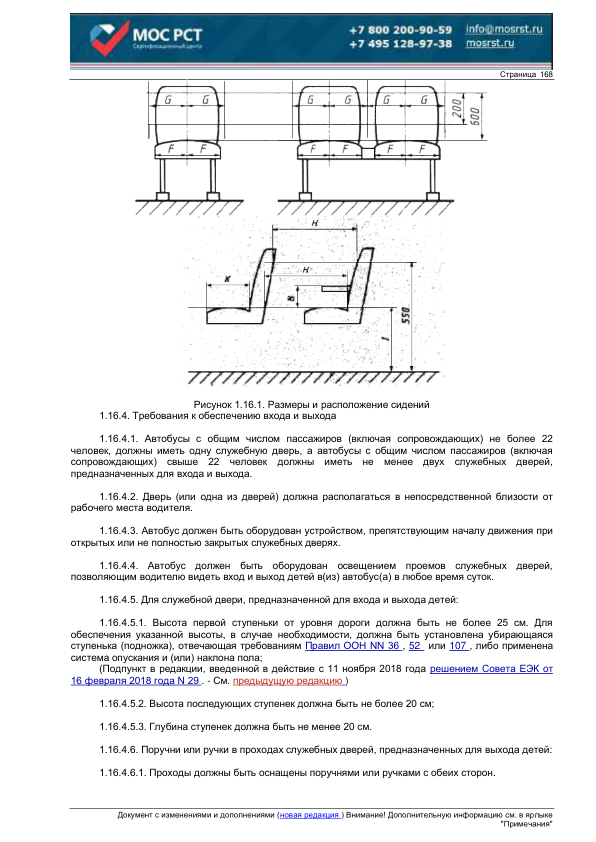 МОС РСТ
Сертификационный центр
+7 800 200-90-59 info@mosrst.ru
+7 495 128-97-38 mosrst.ru
Страница 168
G G G G G G
200
600
F F F F F F
H
K
H
B
I
550
Рисунок 1.16.1. Размеры и расположение сидений
1.16.4. Требования к обеспечению входа и выхода
1.16.4.1. Автобусы с общим числом пассажиров (включая сопровождающих) не более 22
человек, должны иметь одну служебную дверь, а автобусы с общим числом пассажиров (включая
сопровождающих) свыше 22 человек должны иметь не менее двух служебных дверей,
предназначенных для входа и выхода.
1.16.4.2. Дверь (или одна из дверей) должна располагаться в непосредственной близости от
рабочего места водителя.
1.16.4.3. Автобус должен быть оборудован устройством, препятствующим началу движения при
открытых или не полностью закрытых служебных дверях.
1.16.4.4. Автобус должен быть оборудован освещением проемов служебных дверей,
позволяющим водителю видеть вход и выход детей в(из) автобус(а) в любое время суток.
1.16.4.5. Для служебной двери, предназначенной для входа и выхода детей:
1.16.4.5.1. Высота первой ступеньки от уровня дороги должна быть не более 25 см. Для
обеспечения указанной высоты, в случае необходимости, должна быть установлена убирающаяся
ступенька (подножка), отвечающая требованиям Правил ООН NN 36 , 52 или 107 , либо применена
система опускания и (или) наклона пола;
(Подпункт в редакции, введенной в действие с 11 ноября 2018 года решением Совета ЕЭК от
16 февраля 2018 года N 29 . - См. предыдущую редакцию )
1.16.4.5.2. Высота последующих ступенек должна быть не более 20 см;
1.16.4.5.3. Глубина ступенек должна быть не менее 20 см.
1.16.4.6. Поручни или ручки в проходах служебных дверей, предназначенных для выхода детей:
1.16.4.6.1. Проходы должны быть оснащены поручнями или ручками с обеих сторон.
Документ с изменениями и дополнениями (новая редакция ) Внимание! Дополнительную информацию см. в ярлыке
"Примечания"